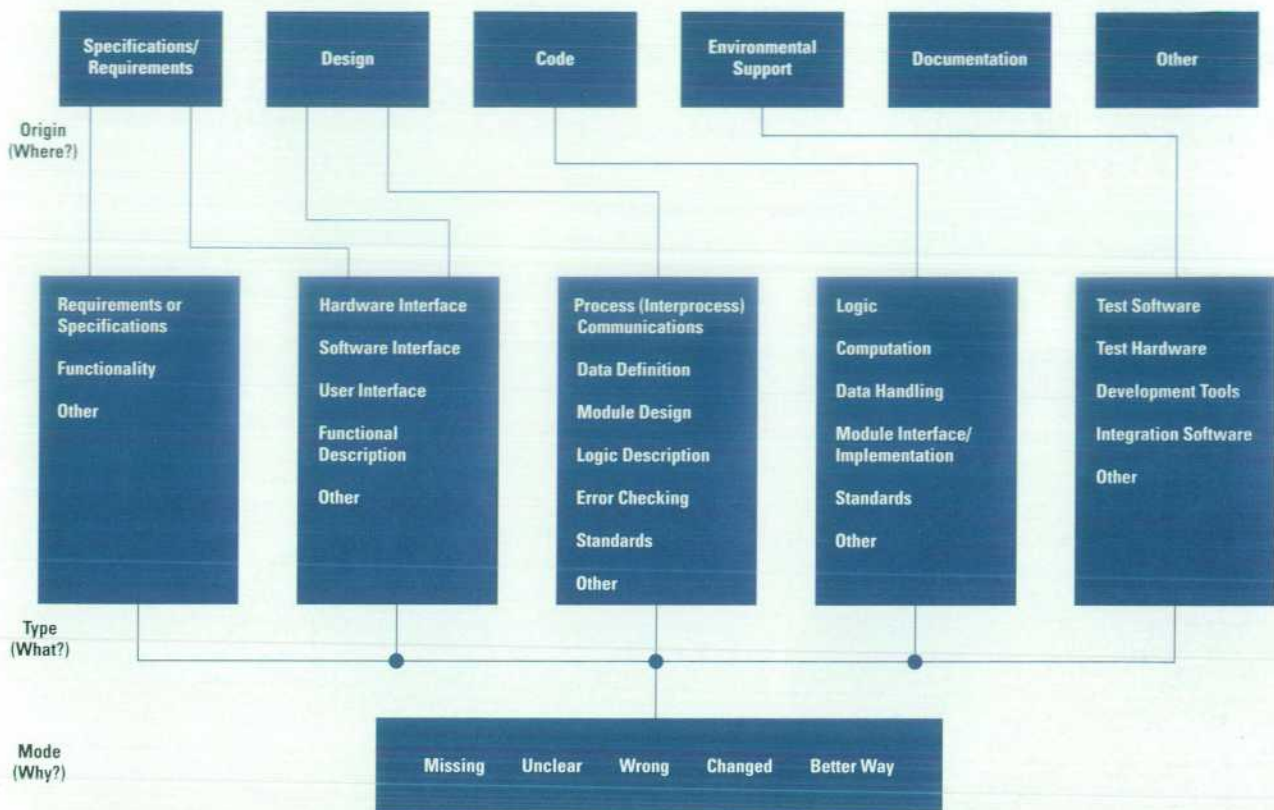 Specifications/
Requirements
Design
Code
Environmental
Support
Documentation
Other
Origin
(Where?)
Requirements or
Specifications
Functionality
Other
Hardware Interface
Software Interface
User Interface
Functional
Description
Other
Process (Interprocess)
Communications
Data Definition
Module Design
Logic Description
Error Checking
Standards
Other
Logic
Computation
Data Handling
Module Interface/
Implementation
Standards
Other
Test Software
Test Hardware
Development Tools
Integration Software
Other
Type
(What?)
Mode
(Why?)
Missing Unclear Wrong Changed Better Way